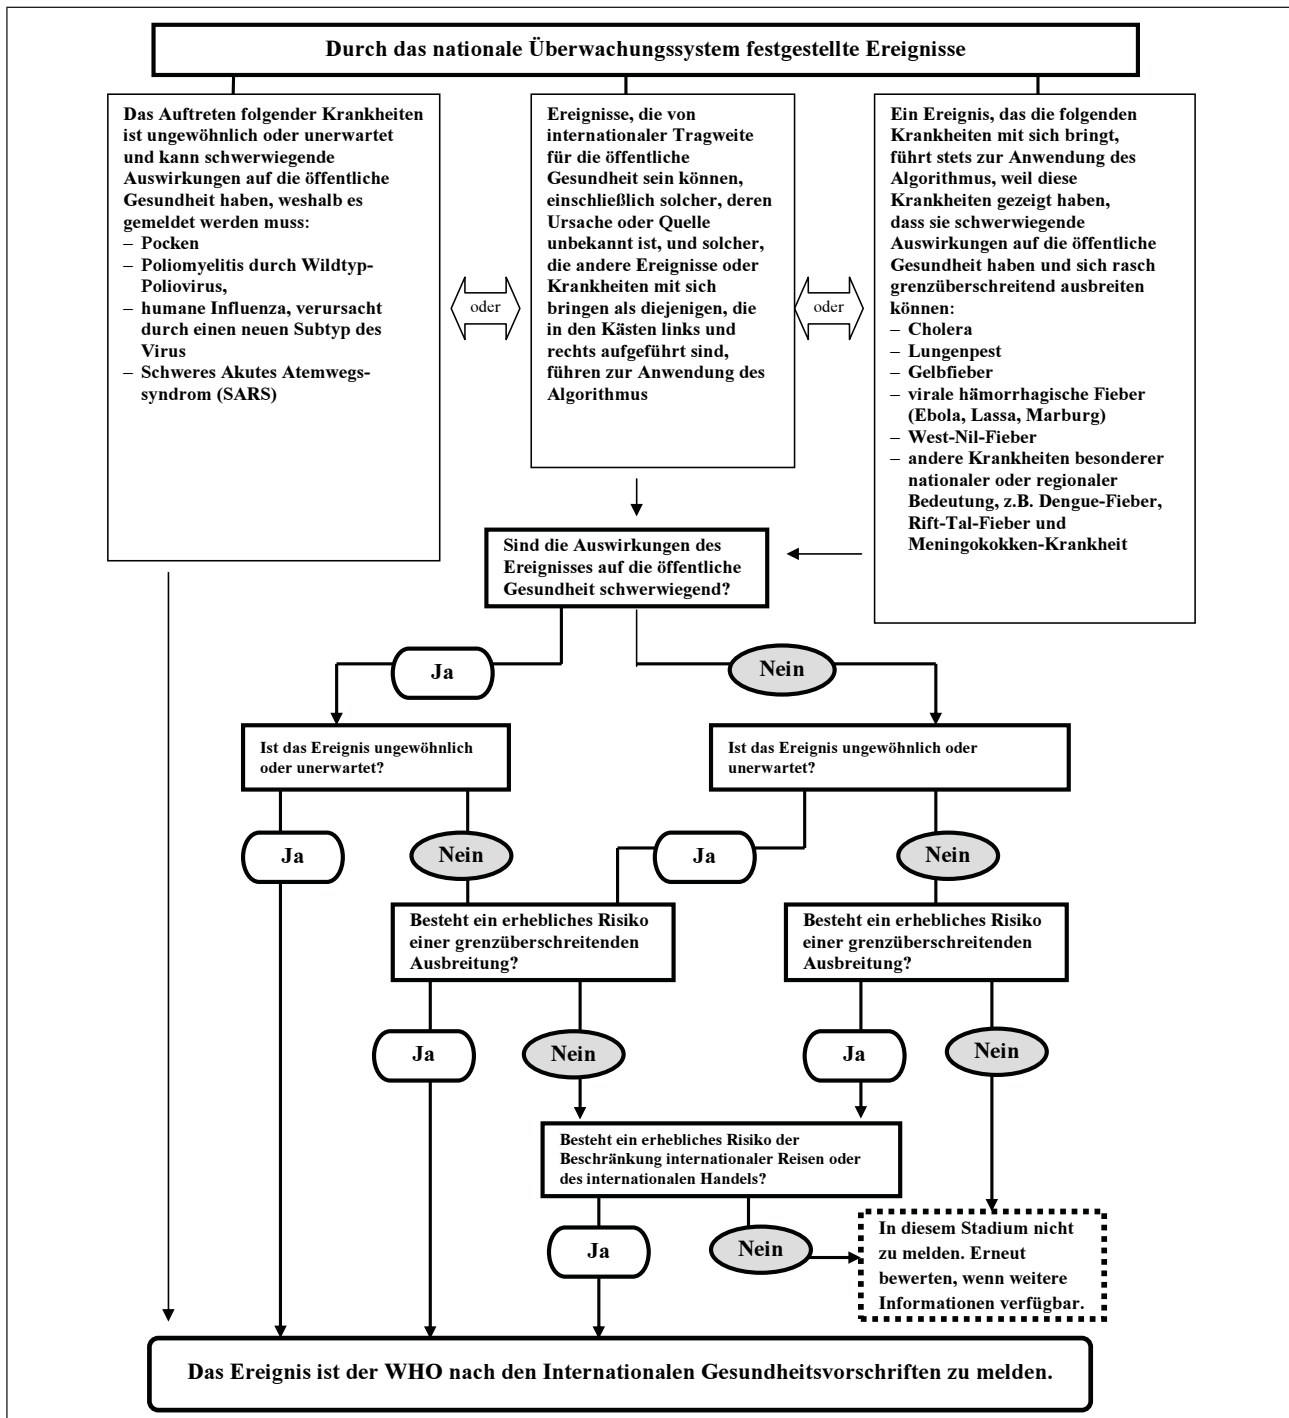 Durch das nationale Überwachungssystem festgestellte Ereignisse
Das Auftreten folgender Krankheiten
ist ungewöhnlich oder unerwartet
und kann schwerwiegende
Auswirkungen auf die öffentliche
Gesundheit haben, weshalb es
gemeldet werden muss:
– Pocken
– Poliomyelitis durch Wildtyp-
Poliovirus,
– humane Influenza, verursacht
durch einen neuen Subtyp des
Virus
– Schweres Akutes Atemwegs-
syndrom (SARS)
oder
Ereignisse, die von
internationaler Tragweite
für die öffentliche
Gesundheit sein können,
einschließlich solcher, deren
Ursache oder Quelle
unbekannt ist, und solcher,
die andere Ereignisse oder
Krankheiten mit sich
bringen als diejenigen, die
in den Kästen links und
rechts aufgeführt sind,
führen zur Anwendung des
Algorithmus
oder
Ein Ereignis, das die folgenden
Krankheiten mit sich bringt,
führt stets zur Anwendung des
Algorithmus, weil diese
Krankheiten gezeigt haben,
dass sie schwerwiegende
Auswirkungen auf die öffentliche
Gesundheit haben und sich rasch
grenzüberschreitend ausbreiten
können:
– Cholera
– Lungenpest
– Gelbfieber
– virale hämorrhagische Fieber
(Ebola, Lassa, Marburg)
– West-Nil-Fieber
– andere Krankheiten besonderer
nationaler oder regionaler
Bedeutung, z.B. Dengue-Fieber,
Rift-Tal-Fieber und
Meningokokken-Krankheit
Sind die Auswirkungen des
Ereignisses auf die öffentliche
Gesundheit schwerwiegend?
Ja
Nein
Ist das Ereignis ungewöhnlich
oder unerwartet?
Ist das Ereignis ungewöhnlich oder
unerwartet?
Ja
Nein
Ja
Nein
Besteht ein erhebliches Risiko
einer grenzüberschreitenden
Ausbreitung?
Besteht ein erhebliches Risiko
einer grenzüberschreitenden
Ausbreitung?
Ja
Nein
Ja
Nein
Besteht ein erhebliches Risiko der
Beschränkung internationaler Reisen oder
des internationalen Handels?
Ja
Nein
In diesem Stadium nicht
zu melden. Erneut
bewerten, wenn weitere
Informationen verfügbar.
Das Ereignis ist der WHO nach den Internationalen Gesundheitsvorschriften zu melden.